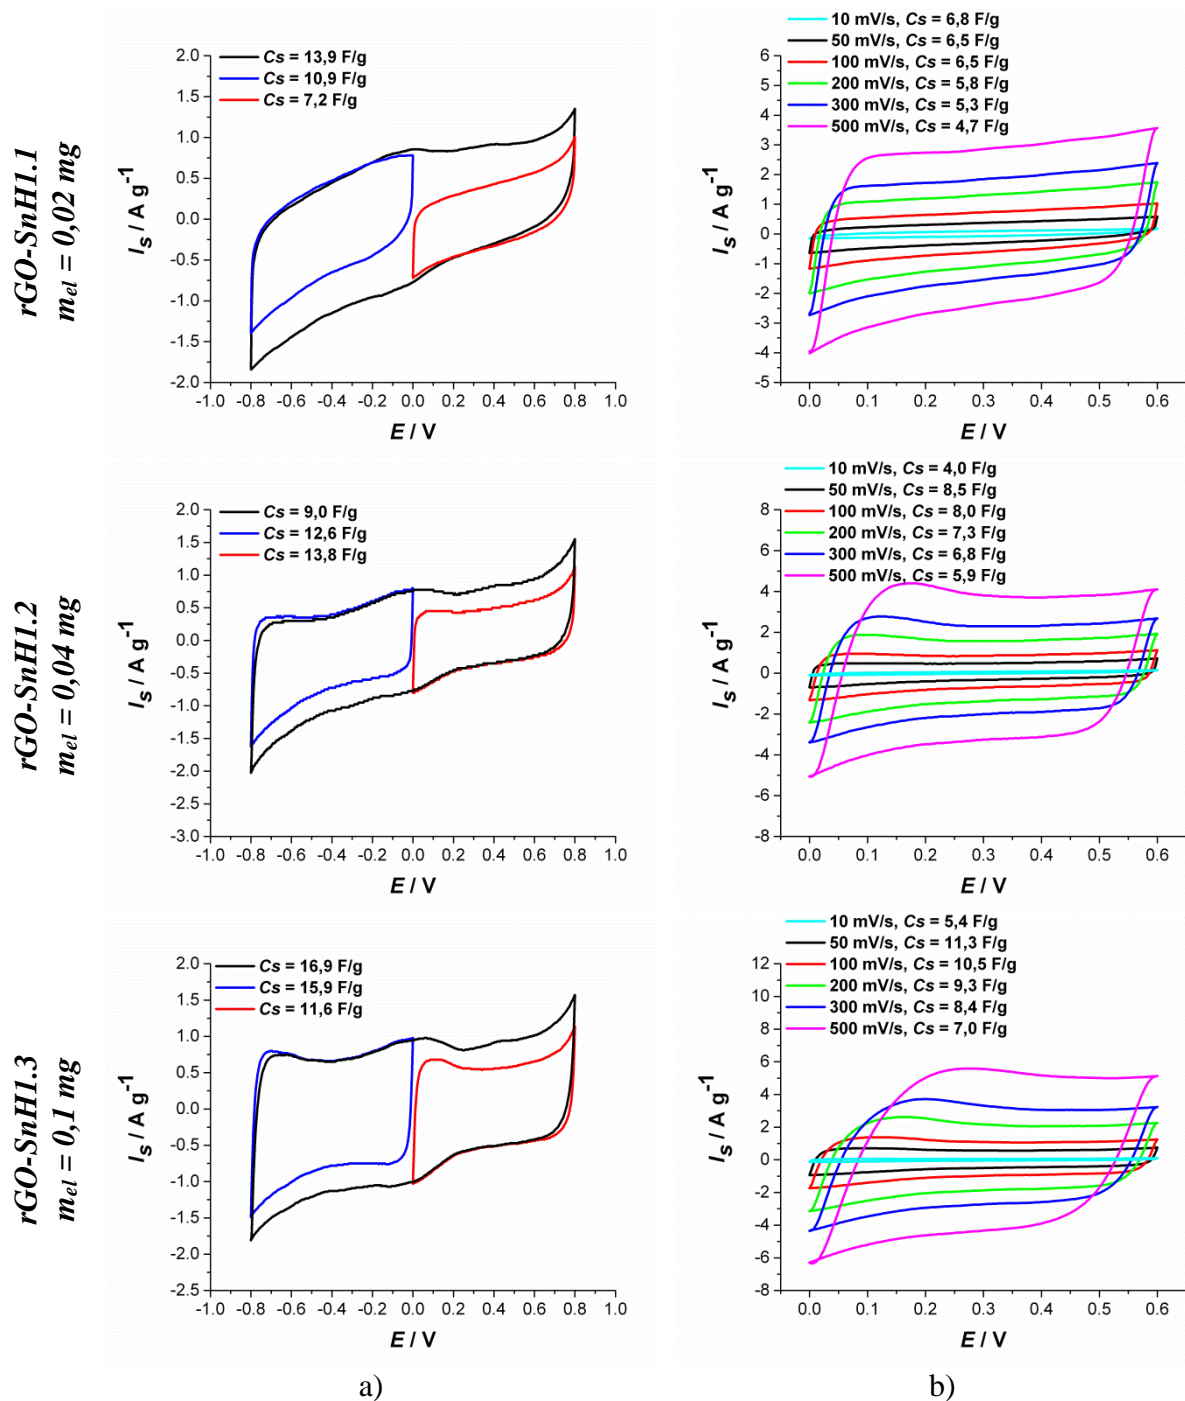 rGO-SnH1.1
m_el = 0,02 mg
Cs = 13,9 F/g
Cs = 10,9 F/g
Cs = 7,2 F/g
2.0
1.5
1.0
0.5
0.0
-0.5
-1.0
-1.5
-2.0
I_S / A g⁻¹
-1.0 -0.8 -0.6 -0.4 -0.2 0.0 0.2 0.4 0.6 0.8 1.0
E / V
10 mV/s, Cs = 6,8 F/g
50 mV/s, Cs = 6,5 F/g
100 mV/s, Cs = 6,5 F/g
200 mV/s, Cs = 5,8 F/g
300 mV/s, Cs = 5,3 F/g
500 mV/s, Cs = 4,7 F/g
6
5
4
3
2
1
0
-1
-2
-3
-4
-5
I_S / A g⁻¹
0.0 0.1 0.2 0.3 0.4 0.5 0.6
E / V
rGO-SnH1.2
m_el = 0,04 mg
Cs = 9,0 F/g
Cs = 12,6 F/g
Cs = 13,8 F/g
2.0
1.5
1.0
0.5
0.0
-0.5
-1.0
-1.5
-2.0
-2.5
-3.0
I_S / A g⁻¹
-1.0 -0.8 -0.6 -0.4 -0.2 0.0 0.2 0.4 0.6 0.8 1.0
E / V
10 mV/s, Cs = 4,0 F/g
50 mV/s, Cs = 8,5 F/g
100 mV/s, Cs = 8,0 F/g
200 mV/s, Cs = 7,3 F/g
300 mV/s, Cs = 6,8 F/g
500 mV/s, Cs = 5,9 F/g
8
6
4
2
0
-2
-4
-6
-8
I_S / A g⁻¹
0.0 0.1 0.2 0.3 0.4 0.5 0.6
E / V
rGO-SnH1.3
m_el = 0,1 mg
Cs = 16,9 F/g
Cs = 15,9 F/g
Cs = 11,6 F/g
2.0
1.5
1.0
0.5
0.0
-0.5
-1.0
-1.5
-2.0
-2.5
I_S / A g⁻¹
-1.0 -0.8 -0.6 -0.4 -0.2 0.0 0.2 0.4 0.6 0.8 1.0
E / V
10 mV/s, Cs = 5,4 F/g
50 mV/s, Cs = 11,3 F/g
100 mV/s, Cs = 10,5 F/g
200 mV/s, Cs = 9,3 F/g
300 mV/s, Cs = 8,4 F/g
500 mV/s, Cs = 7,0 F/g
12
10
8
6
4
2
0
-2
-4
-6
-8
I_S / A g⁻¹
0.0 0.1 0.2 0.3 0.4 0.5 0.6
E / V
a) b)